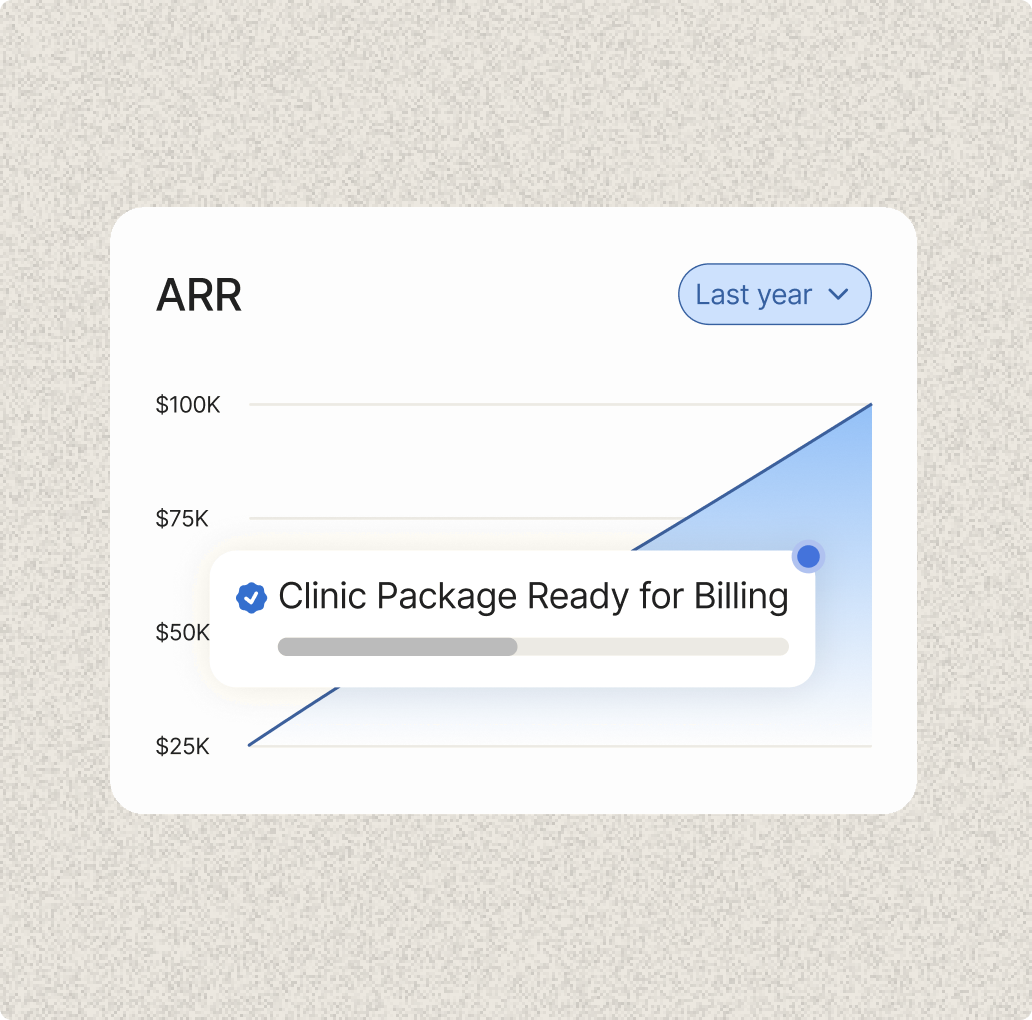 ARR
Last year
$100K
$75K
Clinic Package Ready for Billing
$50K
$25K